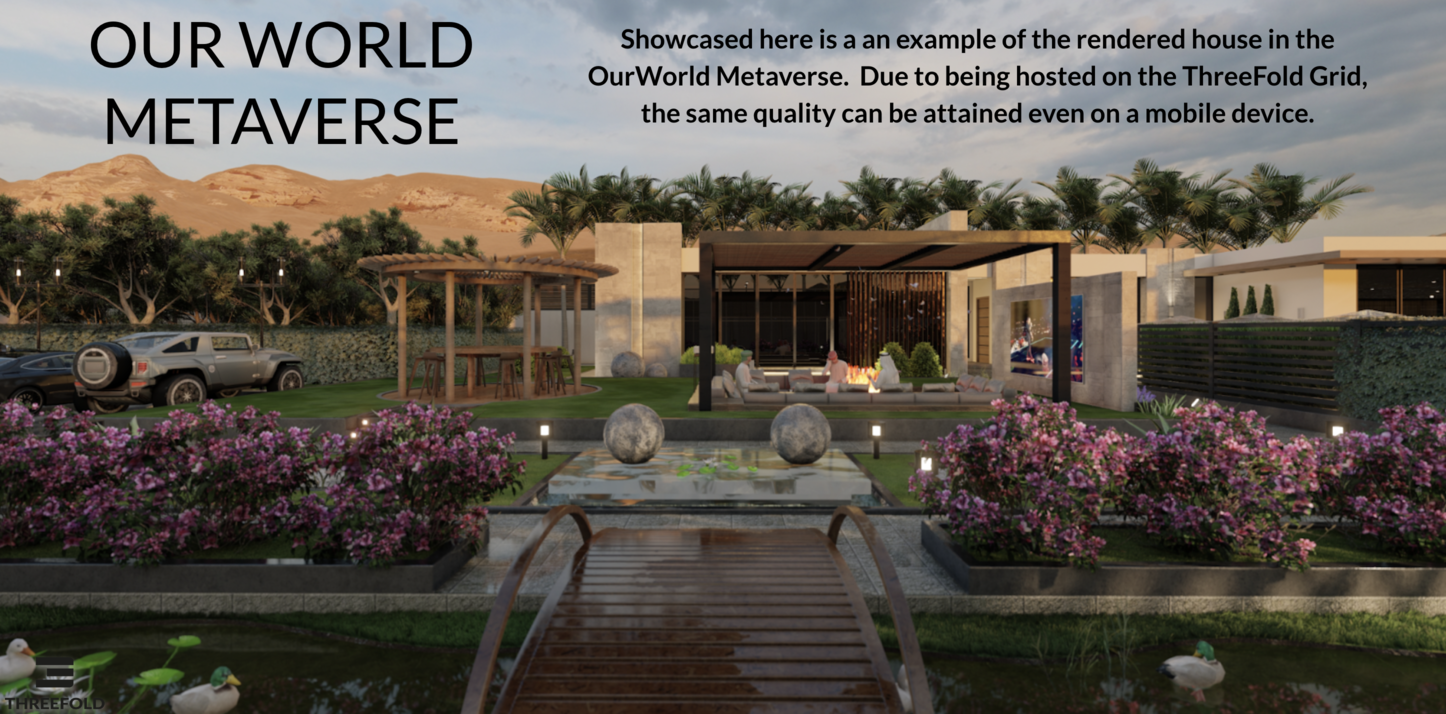 OUR WORLD
METAVERSE
Showcased here is a an example of the rendered house in the
OurWorld Metaverse.  Due to being hosted on the ThreeFold Grid,
the same quality can be attained even on a mobile device.
THREEFOLD